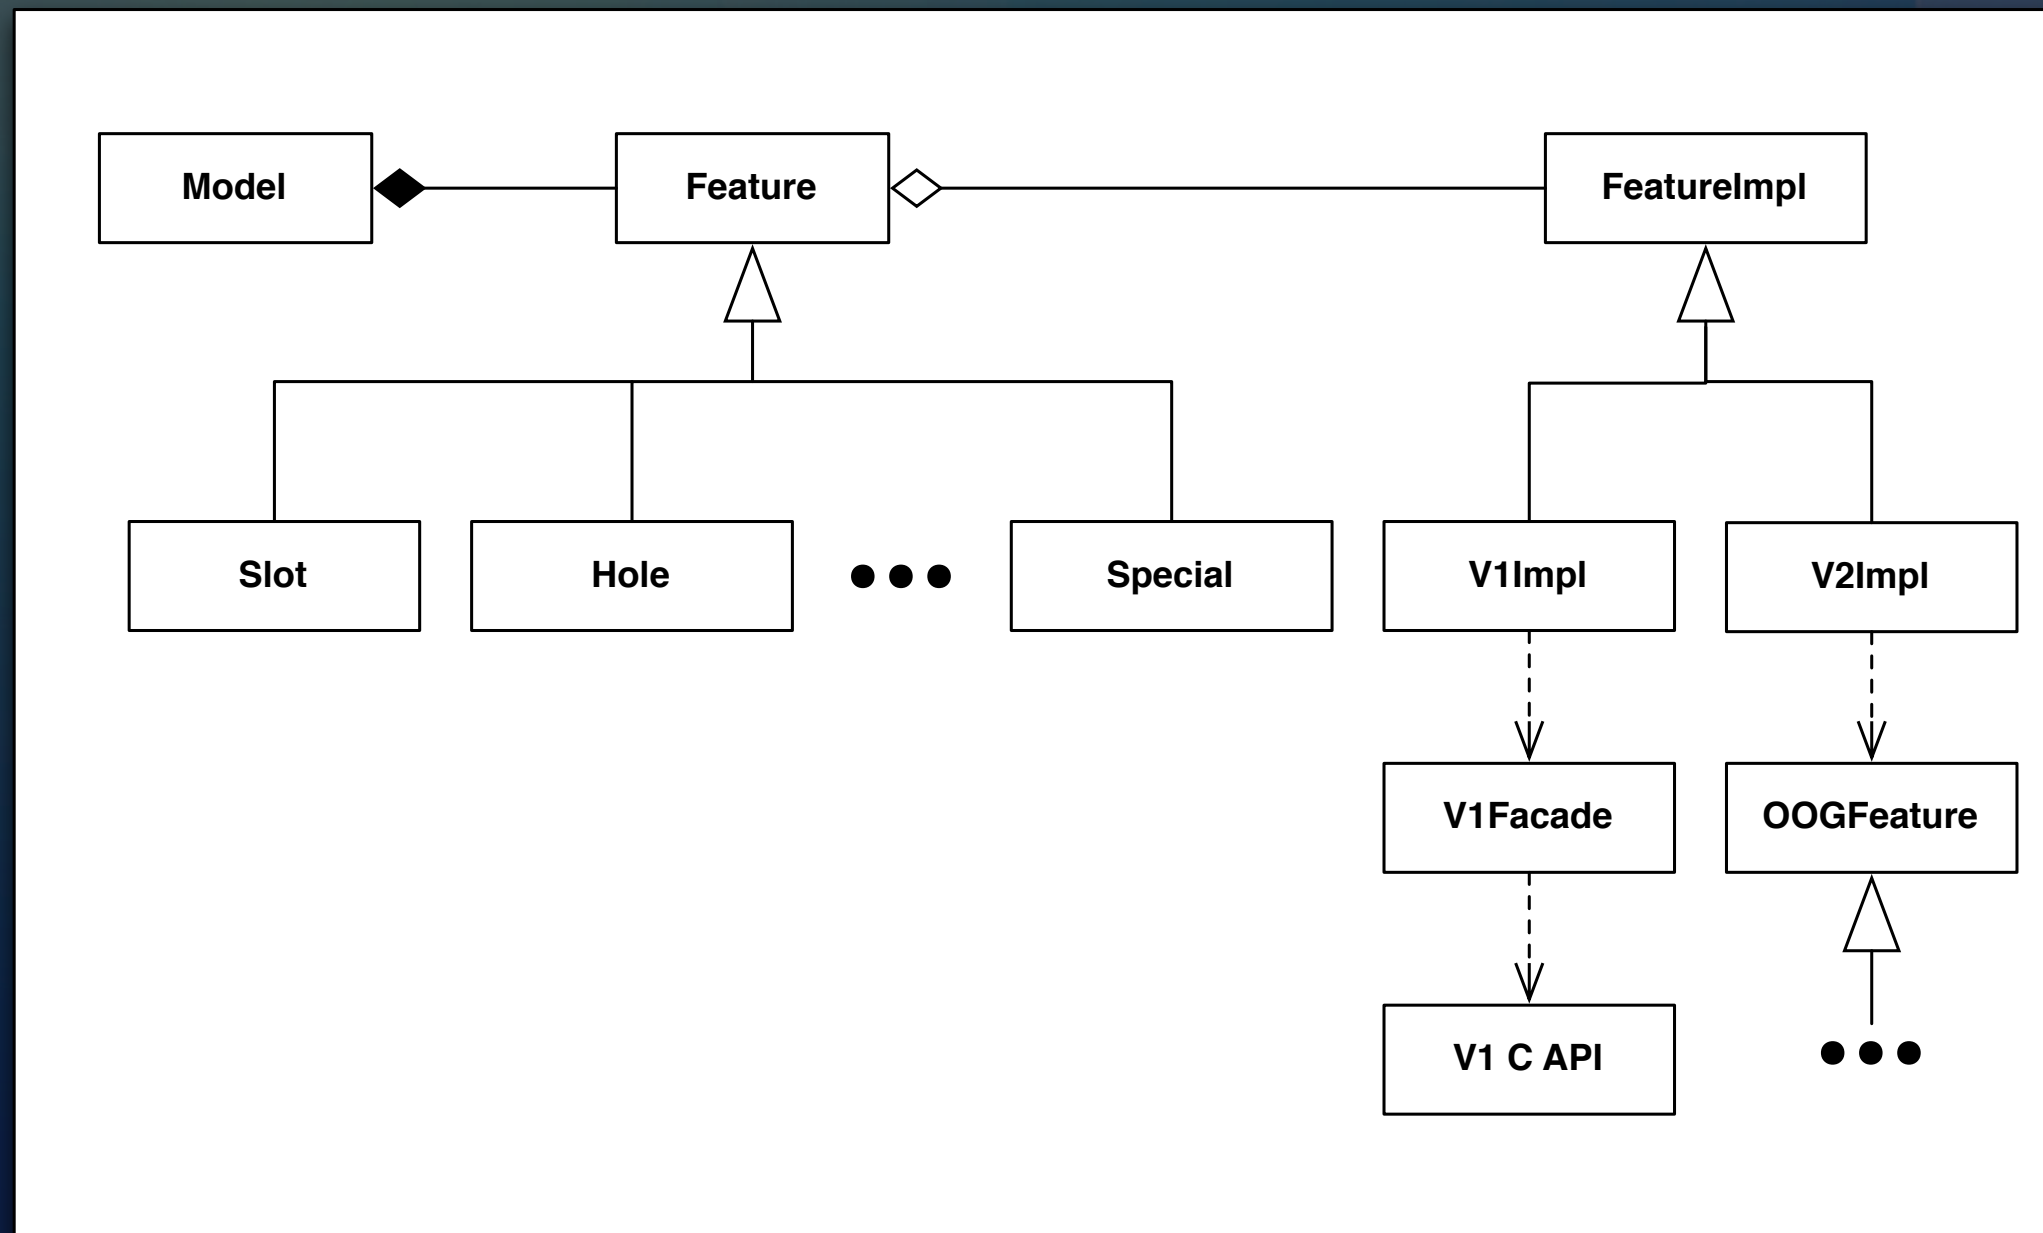 Model
Feature
FeatureImpl
Slot
Hole
Special
V1Impl
V2Impl
V1Facade
OOGFeature
V1 C API